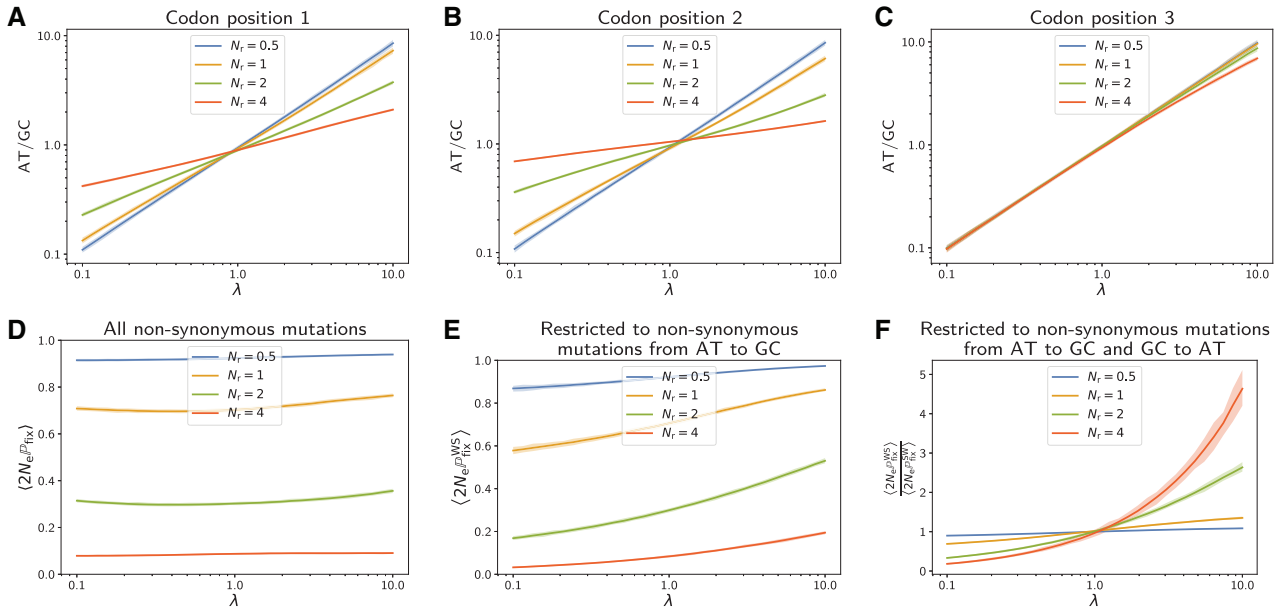 A
Codon position 1
AT/GC
10.0
1.0
0.1
N_r = 0.5
N_r = 1
N_r = 2
N_r = 4
0.1
1.0
10.0
λ
B
Codon position 2
AT/GC
10.0
1.0
0.1
N_r = 0.5
N_r = 1
N_r = 2
N_r = 4
0.1
1.0
10.0
λ
C
Codon position 3
AT/GC
10.0
1.0
0.1
N_r = 0.5
N_r = 1
N_r = 2
N_r = 4
0.1
1.0
10.0
λ
D
All non-synonymous mutations
⟨2N_e ℙ_fix⟩
1.0
0.8
0.6
0.4
0.2
0.0
N_r = 0.5
N_r = 1
N_r = 2
N_r = 4
0.1
1.0
10.0
λ
E
Restricted to non-synonymous
mutations from AT to GC
⟨2N_e ℙ_fix^WS⟩
1.0
0.8
0.6
0.4
0.2
0.0
N_r = 0.5
N_r = 1
N_r = 2
N_r = 4
0.1
1.0
10.0
λ
F
Restricted to non-synonymous mutations
from AT to GC and GC to AT
⟨2N_e ℙ_fix^WS⟩
⟨2N_e ℙ_fix^SW⟩
5
4
3
2
1
0
N_r = 0.5
N_r = 1
N_r = 2
N_r = 4
0.1
1.0
10.0
λ